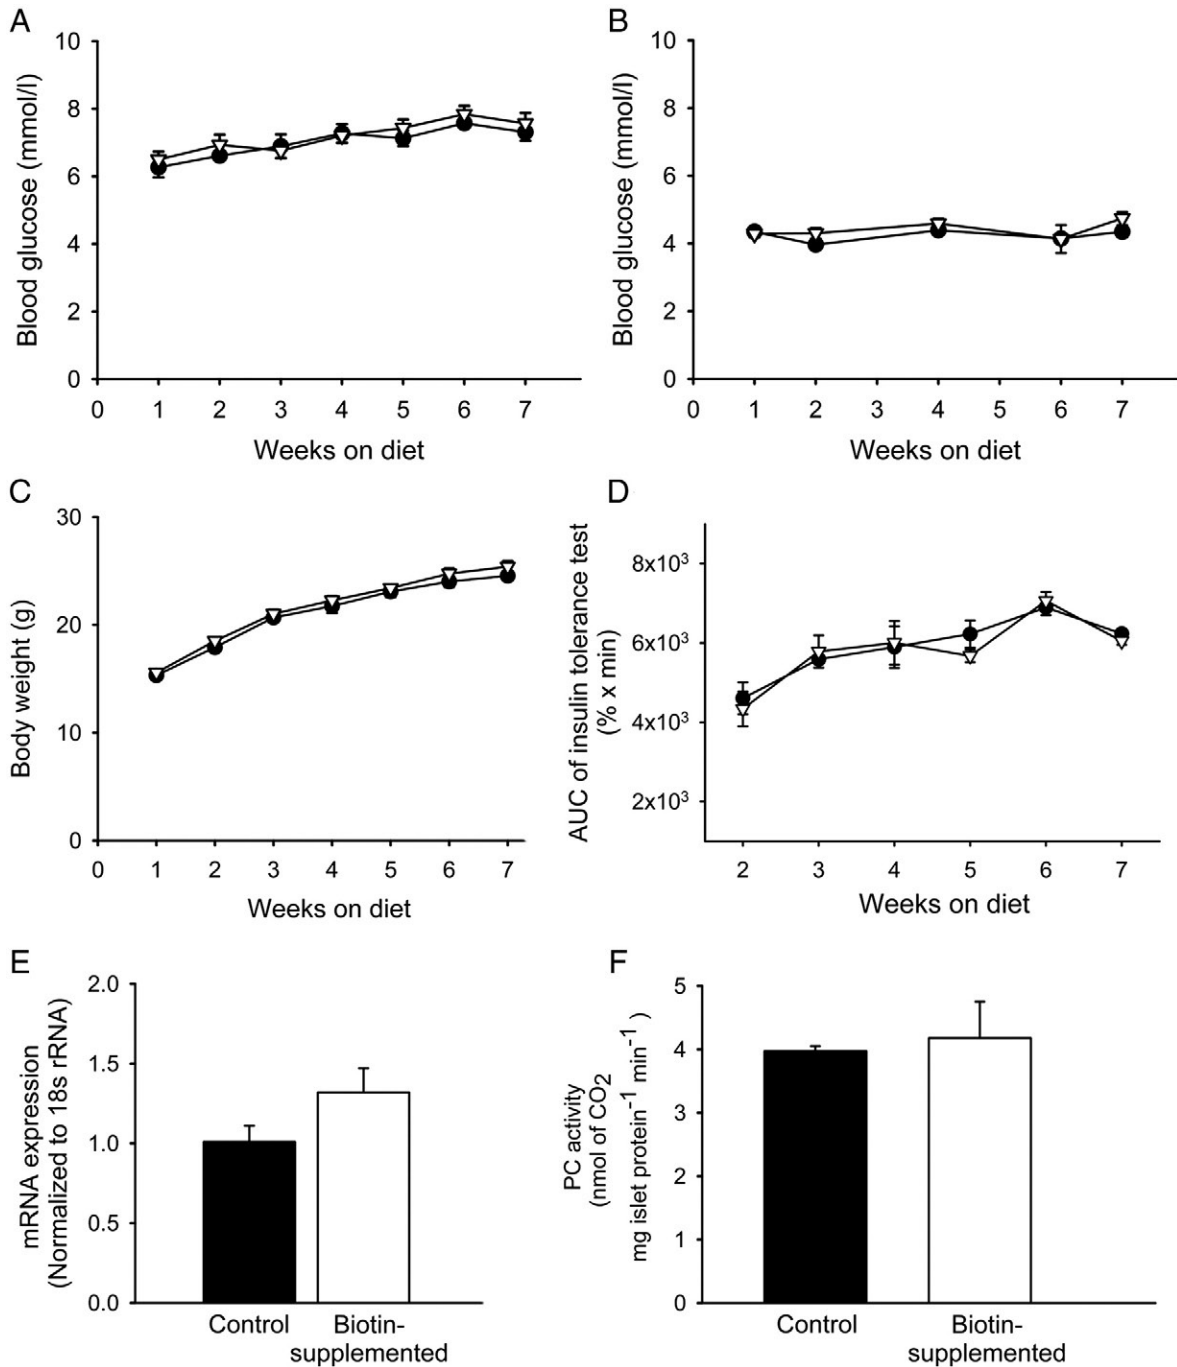 A
Blood glucose (mmol/l)
10
8
6
4
2
0
0 1 2 3 4 5 6 7
Weeks on diet
B
Blood glucose (mmol/l)
10
8
6
4
2
0
0 1 2 3 4 5 6 7
Weeks on diet
C
Body weight (g)
30
20
10
0
0 1 2 3 4 5 6 7
Weeks on diet
D
AUC of insulin tolerance test
(% x min)
8x10³
6x10³
4x10³
2x10³
2 3 4 5 6 7
Weeks on diet
E
mRNA expression
(Normalized to 18s rRNA)
2.0
1.5
1.0
0.5
0.0
Control Biotin-
supplemented
F
PC activity
(nmol of CO₂
mg islet protein⁻¹ min⁻¹ )
5
4
3
2
1
0
Control Biotin-
supplemented